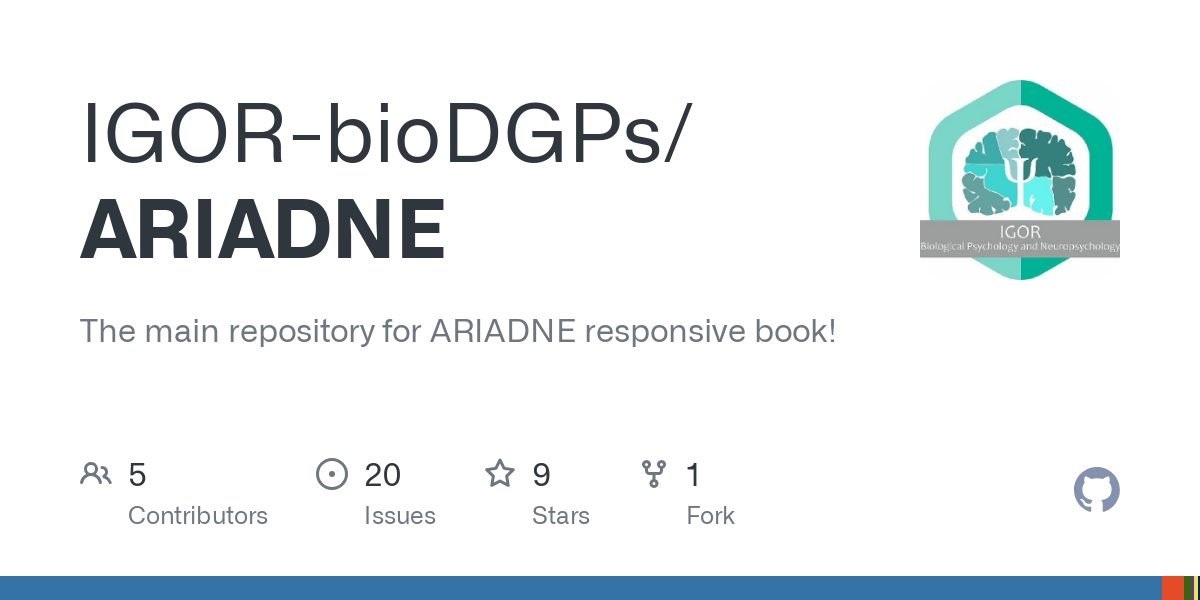 IGOR-bioDGPs/
ARIADNE
IGOR
Biological Psychology and Neuropsychology
The main repository for ARIADNE responsive book!
5
Contributors
20
Issues
9
Stars
1
Fork